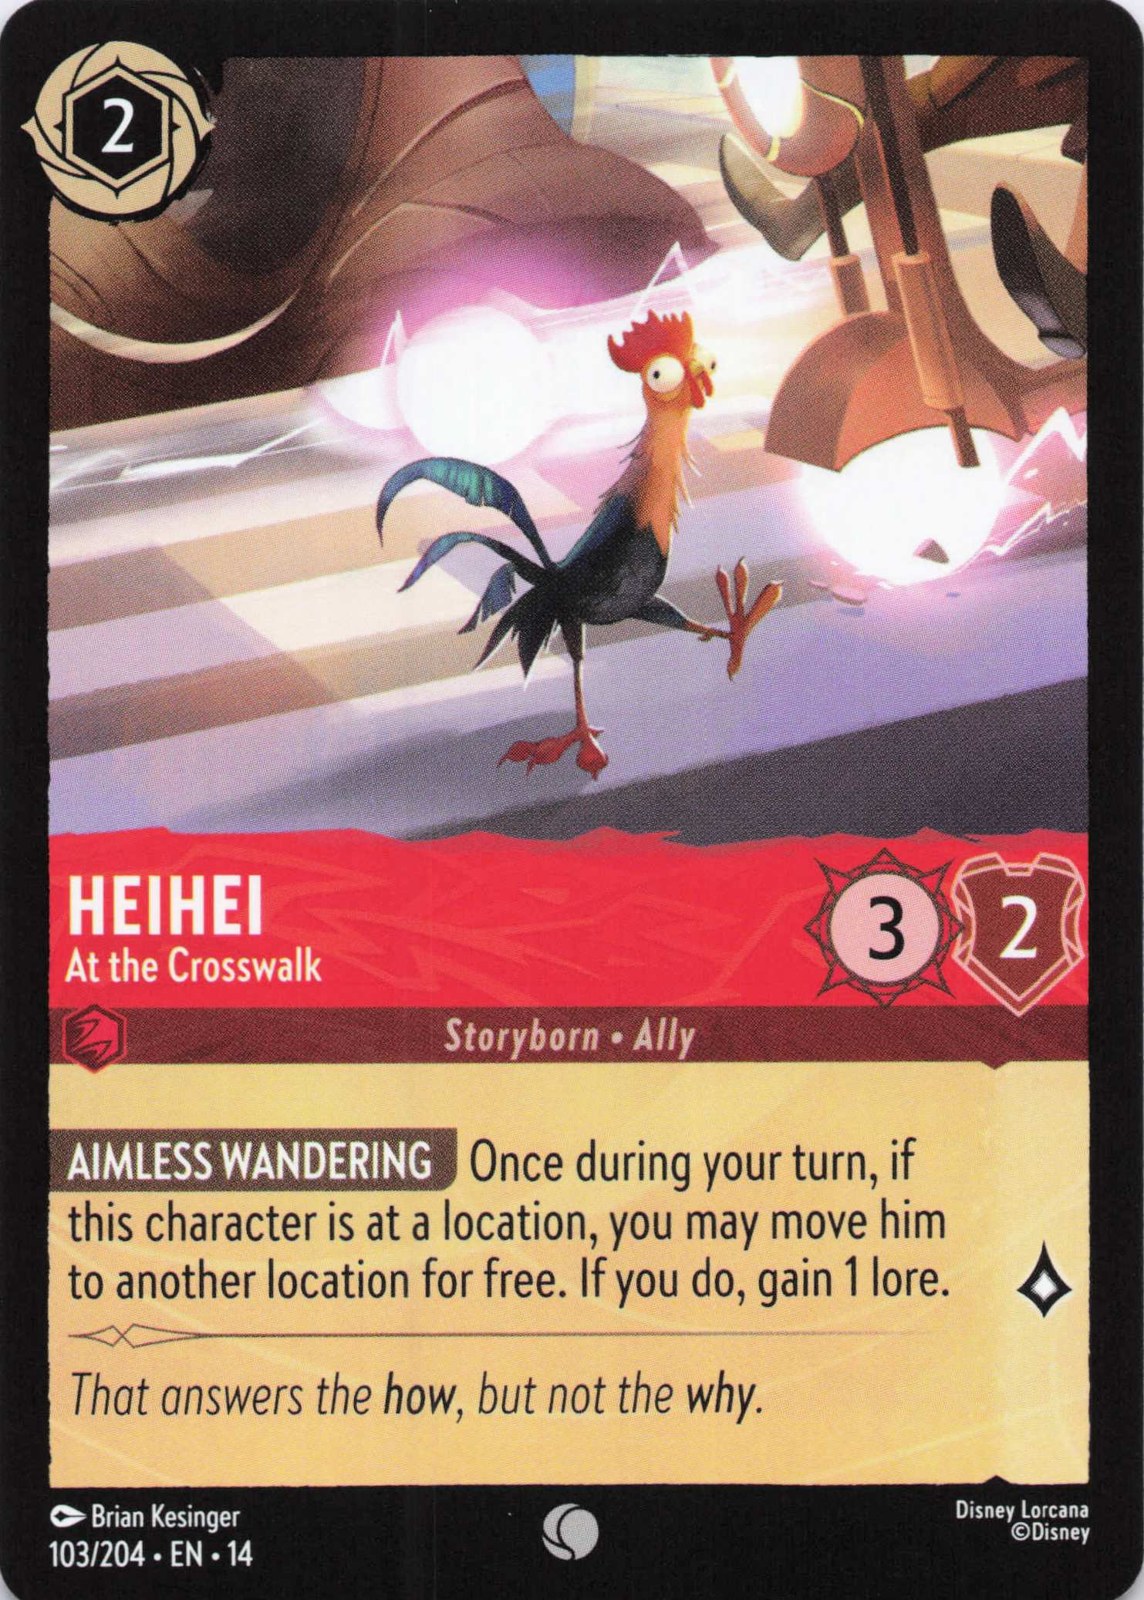 2
HEIHEI
At the Crosswalk
3
2
Storyborn • Ally
AIMLESS WANDERING Once during your turn, if
this character is at a location, you may move him
to another location for free. If you do, gain 1 lore.
That answers the how, but not the why.
Brian Kesinger
103/204 • EN • 14
Disney Lorcana
©Disney